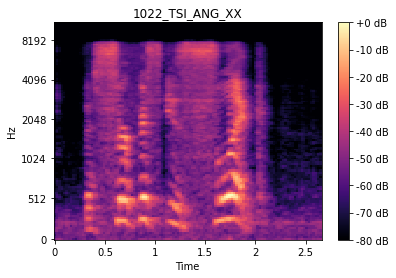 1022_TSI_ANG_XX
+0 dB
8192
-10 dB
4096
-20 dB
-30 dB
2048
-40 dB
Hz
1024
-50 dB
512
-60 dB
-70 dB
0
-80 dB
0 0.5 1 1.5 2 2.5
Time